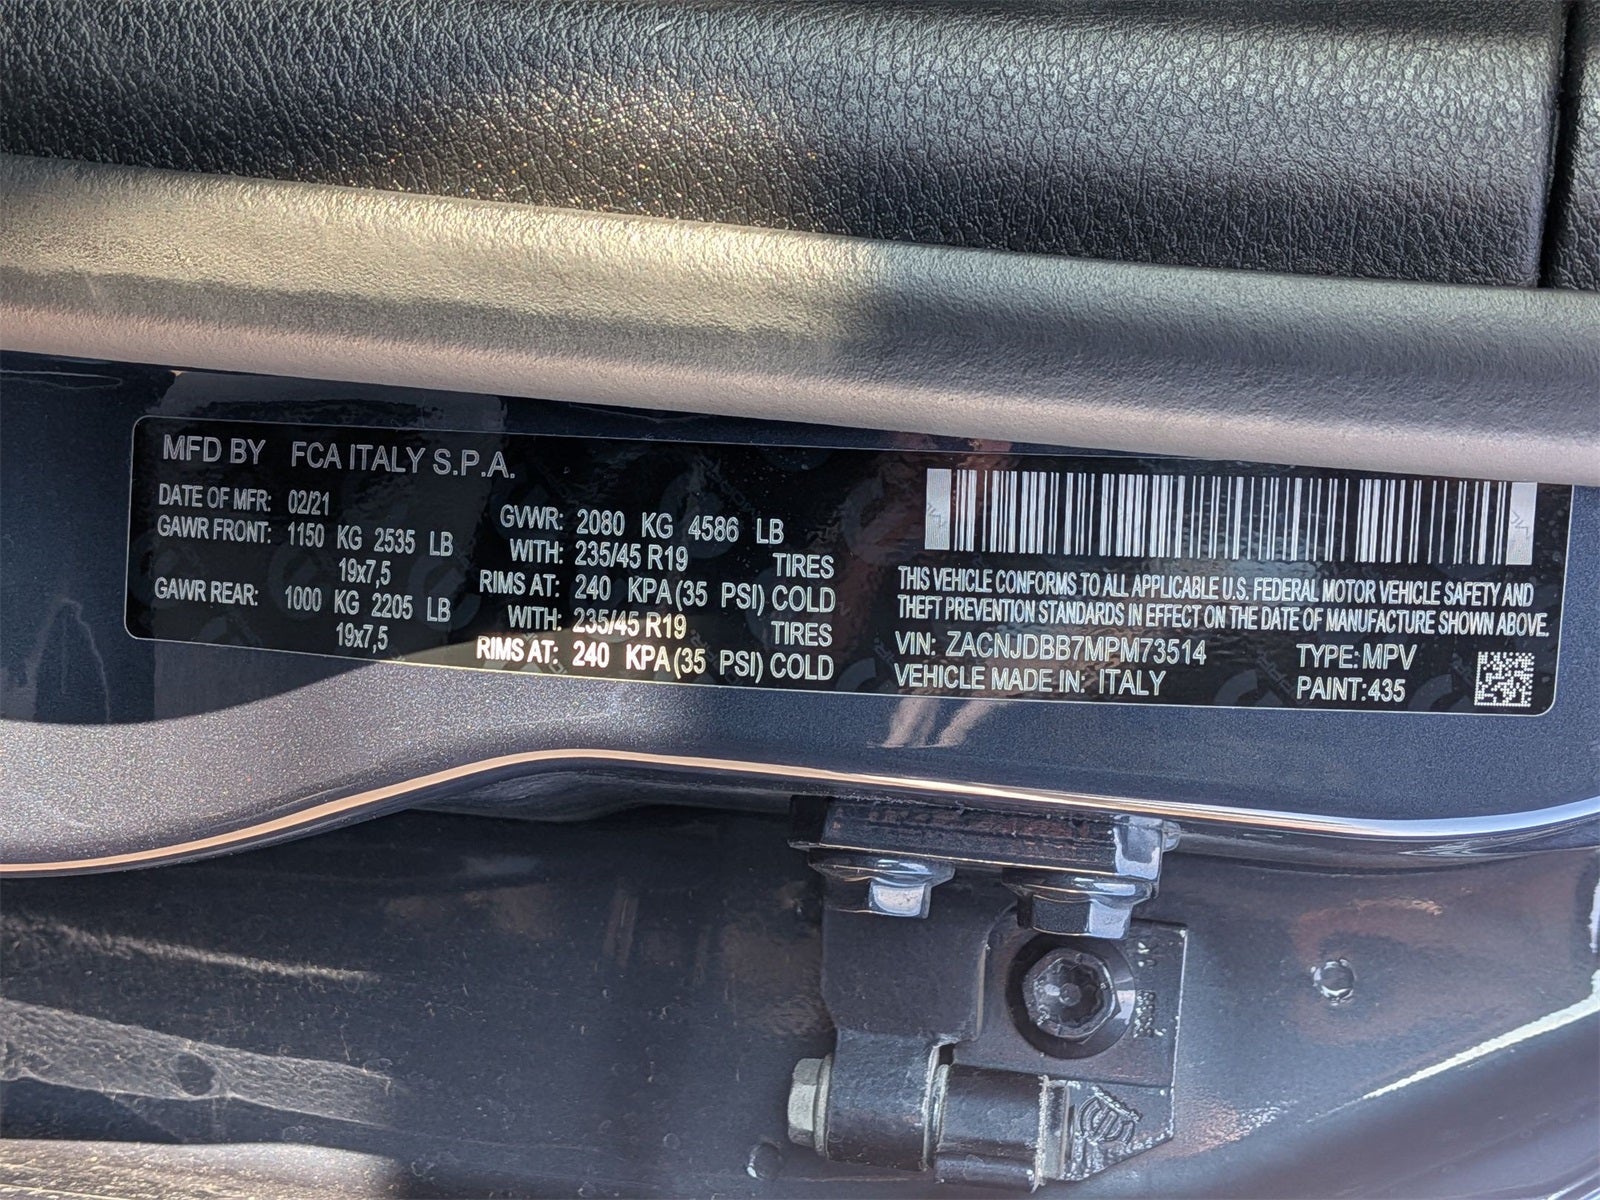 MFD BY FCA ITALY S.P.A.
DATE OF MFR: 02/21
GAWR FRONT: 1150 KG 2535 LB
19x7,5
GAWR REAR: 1000 KG 2205 LB
19x7,5
GVWR: 2080 KG 4586 LB
WITH: 235/45 R19 TIRES
RIMS AT: 240 KPA (35 PSI) COLD
WITH: 235/45 R19 TIRES
RIMS AT: 240 KPA (35 PSI) COLD
THIS VEHICLE CONFORMS TO ALL APPLICABLE U.S. FEDERAL MOTOR VEHICLE SAFETY AND
THEFT PREVENTION STANDARDS IN EFFECT ON THE DATE OF MANUFACTURE SHOWN ABOVE.
VIN: ZACNJDBB7MPM73514 TYPE: MPV
VEHICLE MADE IN: ITALY PAINT: 435